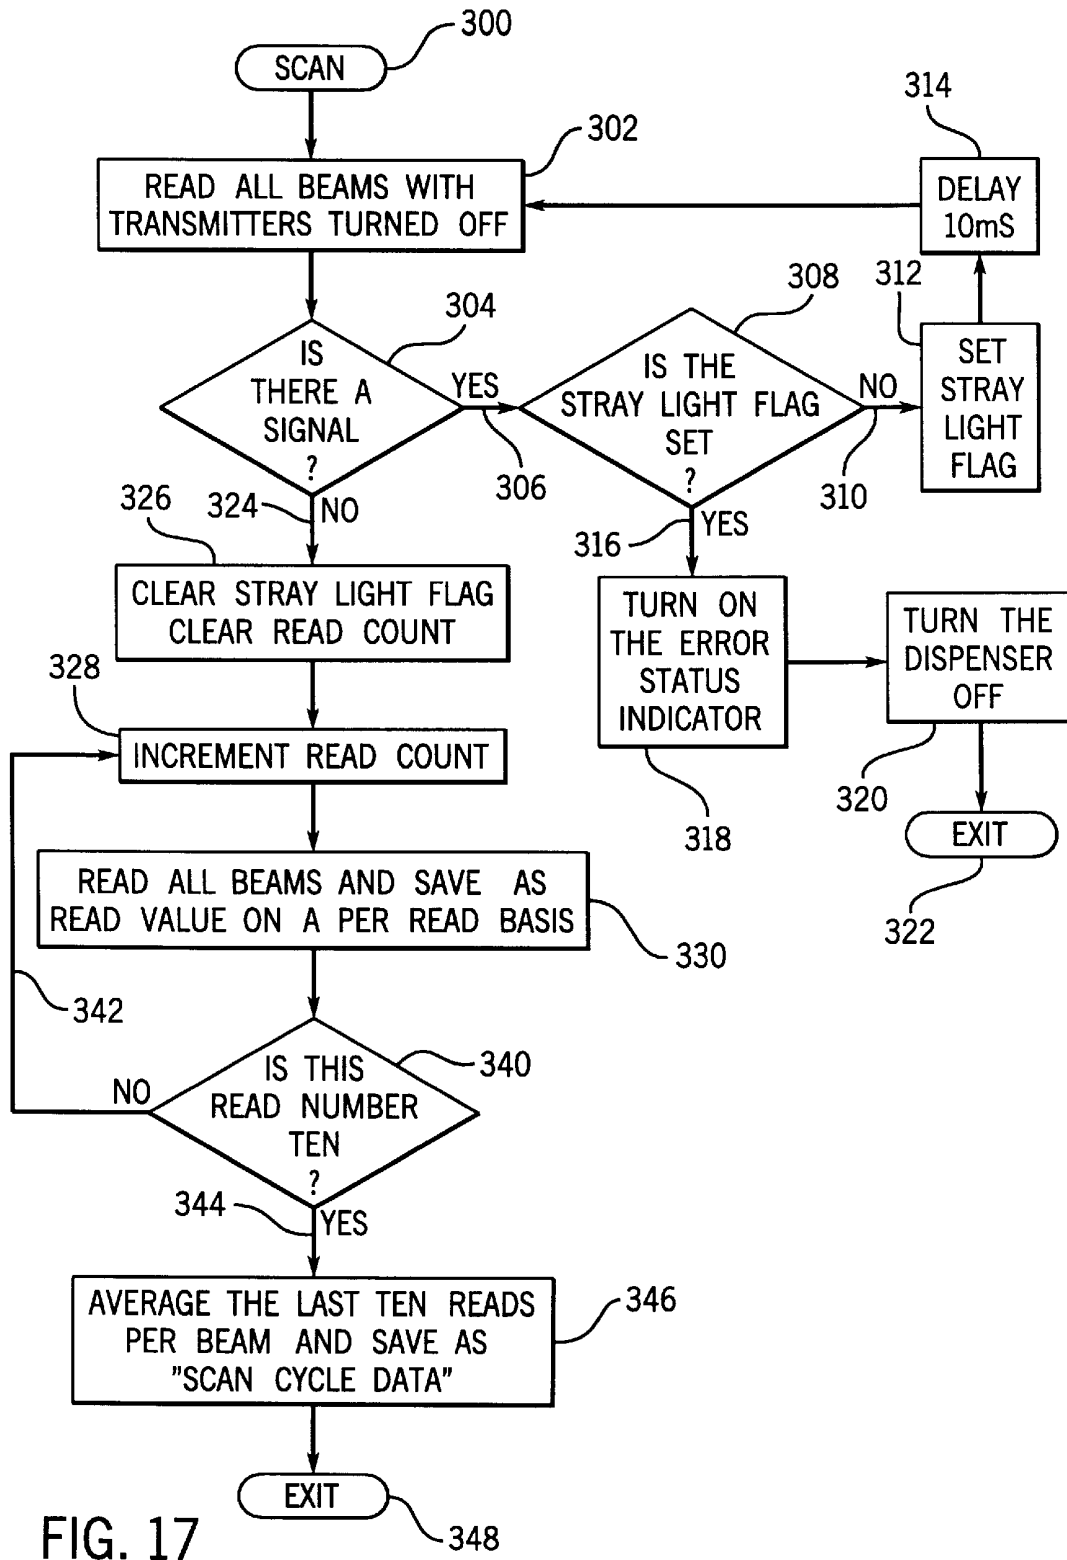 300
SCAN
302
READ ALL BEAMS WITH
TRANSMITTERS TURNED OFF
314
DELAY
10mS
304
IS
THERE A
SIGNAL
?
YES
306
308
IS THE
STRAY LIGHT FLAG
SET
?
NO
310
312
SET
STRAY
LIGHT
FLAG
324
NO
316
YES
326
CLEAR STRAY LIGHT FLAG
CLEAR READ COUNT
TURN ON
THE ERROR
STATUS
INDICATOR
318
TURN THE
DISPENSER
OFF
320
EXIT
322
328
INCREMENT READ COUNT
READ ALL BEAMS AND SAVE AS
READ VALUE ON A PER READ BASIS
330
342
340
IS THIS
READ NUMBER
TEN
?
NO
344
YES
AVERAGE THE LAST TEN READS
PER BEAM AND SAVE AS
"SCAN CYCLE DATA"
346
EXIT
348
FIG. 17